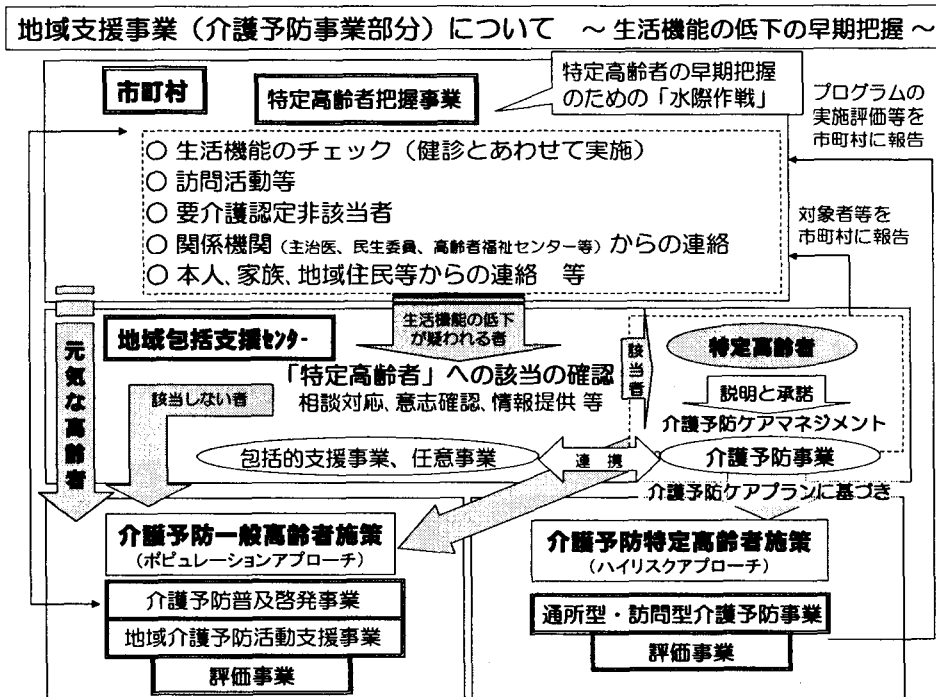 地域支援事業（介護予防事業部分）について　～ 生活機能の低下の早期把握 ～
市町村
特定高齢者把握事業
特定高齢者の早期把握
のための「水際作戦」
プログラムの
実施評価等を
市町村に報告
○ 生活機能のチェック（健診とあわせて実施）
○ 訪問活動等
○ 要介護認定非該当者
○ 関係機関（主治医、民生委員、高齢者福祉センター等）からの連絡
○ 本人、家族、地域住民等からの連絡　等
対象者等を
市町村に報告
元気な高齢者
地域包括支援ｾﾝﾀｰ
生活機能の低下
が疑われる者
「特定高齢者」への該当の確認
相談対応、意志確認、情報提供 等
該当しない者
該当者
特定高齢者
説明と承諾
介護予防ケアマネジメント
包括的支援事業、任意事業
連 携
介護予防事業
介護予防ケアプランに基づき
介護予防一般高齢者施策
（ポピュレーションアプローチ）
介護予防普及啓発事業
地域介護予防活動支援事業
評価事業
介護予防特定高齢者施策
（ハイリスクアプローチ）
通所型・訪問型介護予防事業
評価事業